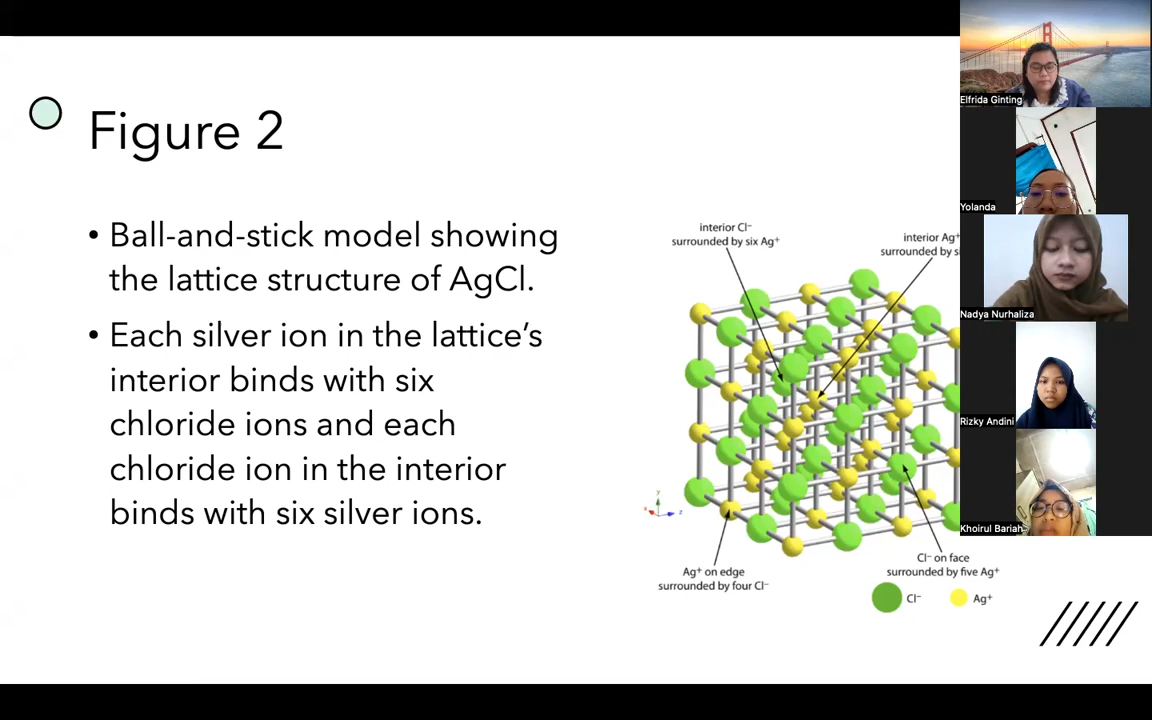 Figure 2
• Ball-and-stick model showing
the lattice structure of AgCl.
• Each silver ion in the lattice’s
interior binds with six
chloride ions and each
chloride ion in the interior
binds with six silver ions.
interior Cl⁻
surrounded by six Ag⁺
interior Ag⁺
surrounded by
Ag⁺ on edge
surrounded by four Cl⁻
Cl⁻ on face
surrounded by five Ag⁺
Cl⁻
Ag⁺
y
x
z
Elfrida Ginting
Yolanda
Nadya Nurhaliza
Rizky Andini
Khoirul Bariah